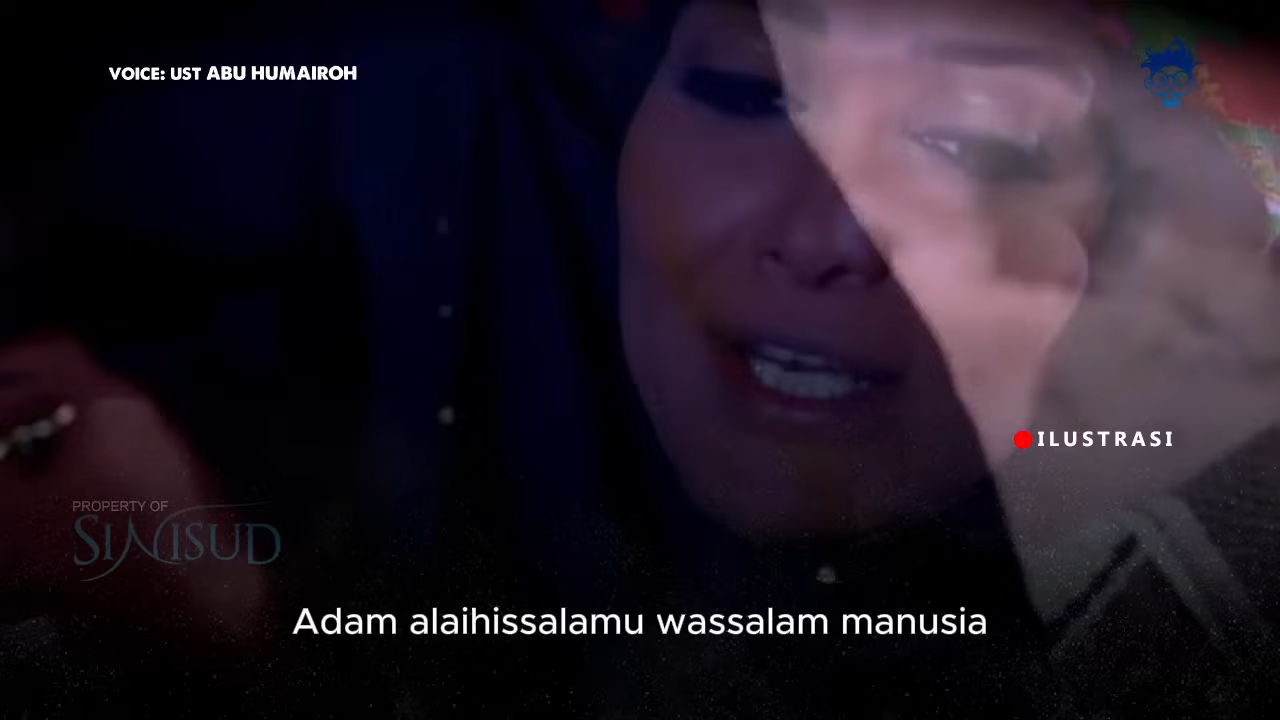 VOICE: UST ABU HUMAIROH
ILUSTRASI
PROPERTY OF
SINISUD
Adam alaihissalamu wassalam manusia